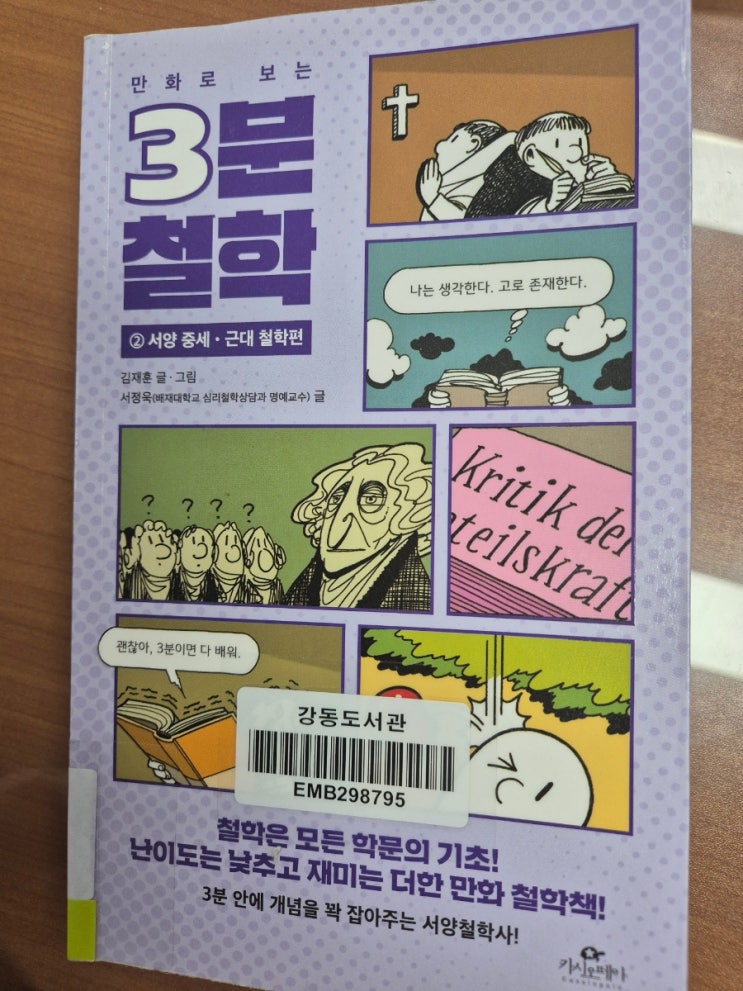 만화로 보는
3분
철학
② 서양 중세·근대 철학편
김재훈 글·그림
서정욱(배재대학교 심리철학상담과 명예교수) 글
나는 생각한다. 고로 존재한다.
? ? ? ?
Kritik der
teilskraft
괜찮아, 3분이면 다 배워.
강동도서관
EMB298795
철학은 모든 학문의 기초!
난이도는 낮추고 재미는 더한 만화 철학책!
3분 안에 개념을 꽉 잡아주는 서양철학사!
카시오페아
Cassiopeia